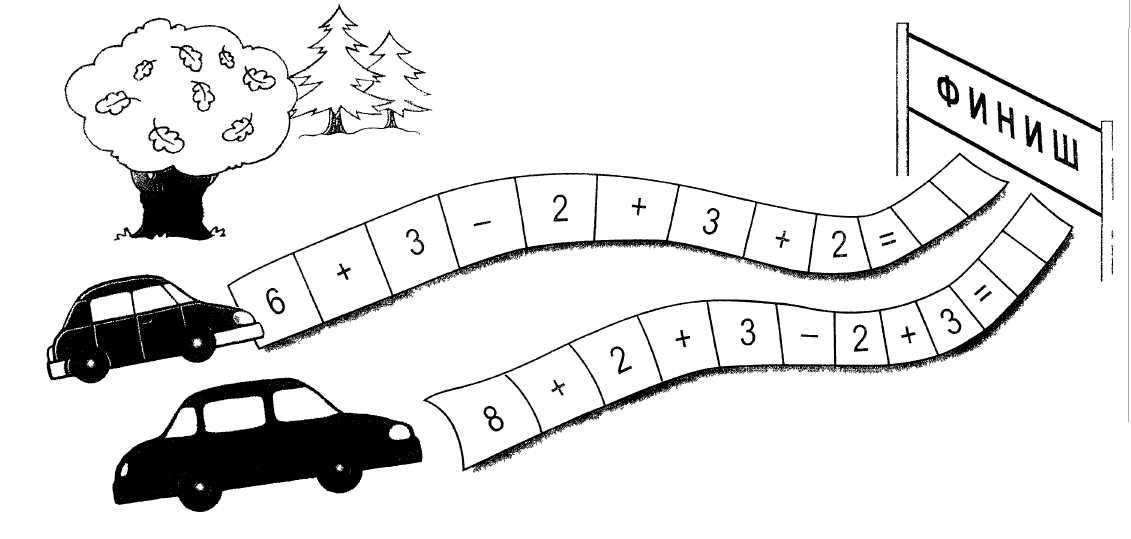 ФИНИШ
6 + 3 − 2 + 3 + 2 =
8 + 2 + 3 − 2 + 3 =